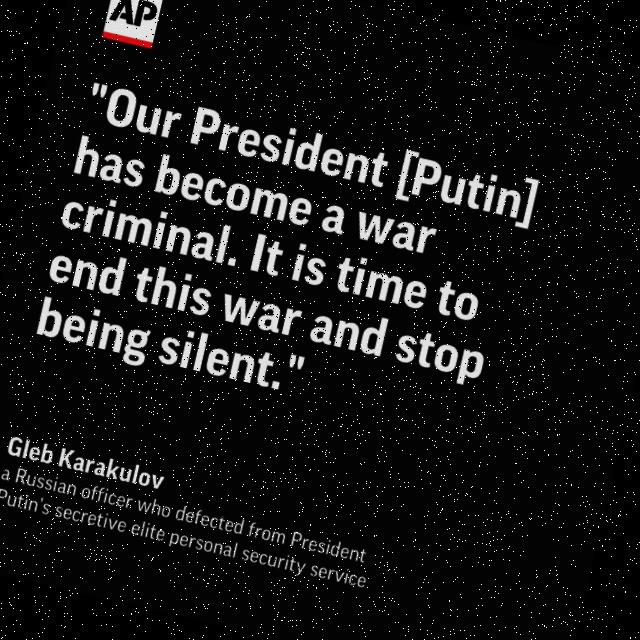 AP
"Our President [Putin]
has become a war
criminal. It is time to
end this war and stop
being silent."
Gleb Karakulov
a Russian officer who defected from President
Putin's secretive elite personal security service